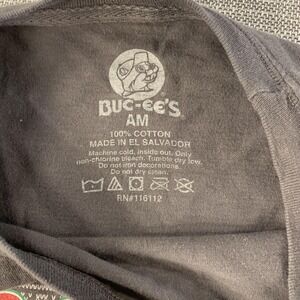 BUC-EE'S
AM
100% COTTON
MADE IN EL SALVADOR
Machine cold, inside out. Only
non-chlorine bleach. Tumble dry low.
Do not iron decorations.
Do not dry clean.
RN#116112